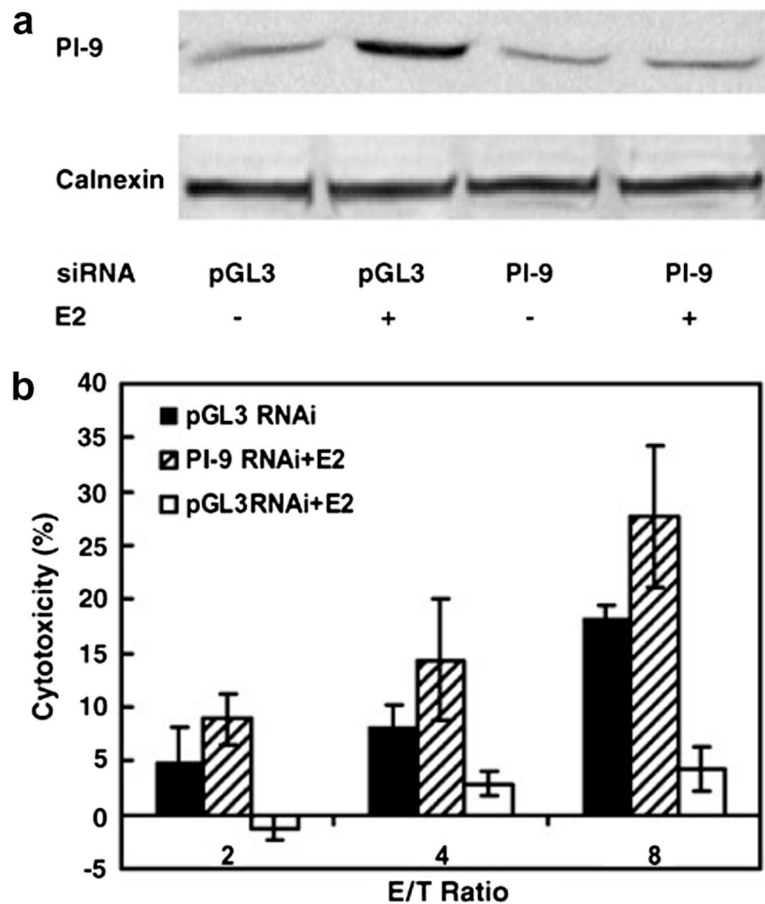 a
PI-9
Calnexin
siRNA pGL3 pGL3 PI-9 PI-9
E2 - + - +
b
40
35
30
25
20
15
10
5
0
-5
Cytotoxicity (%)
pGL3 RNAi
PI-9 RNAi+E2
pGL3RNAi+E2
2 4 8
E/T Ratio